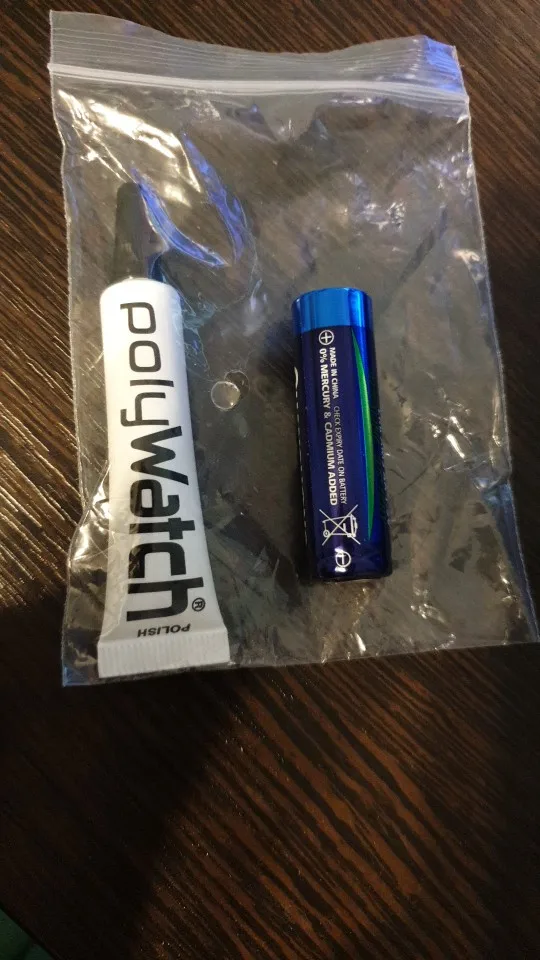 polyWatch®
POLISH
MADE IN CHINA
CHECK EXPIRY DATE ON BATTERY
0% MERCURY & CADMIUM ADDED